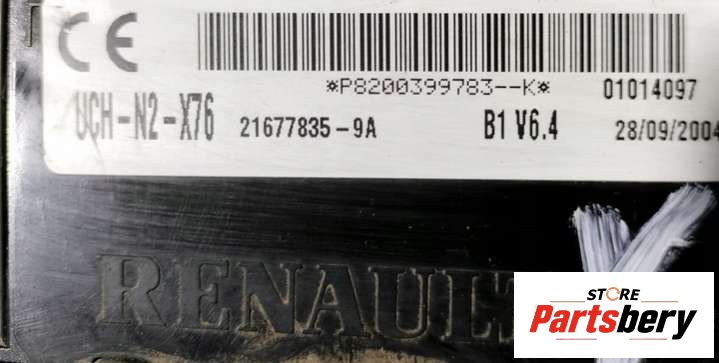 CE
*P8200399783--K* 01014097
UCH-N2-X76 21677835-9A B1 V6.4 28/09/2004
RENAULT
STORE
Partsbery